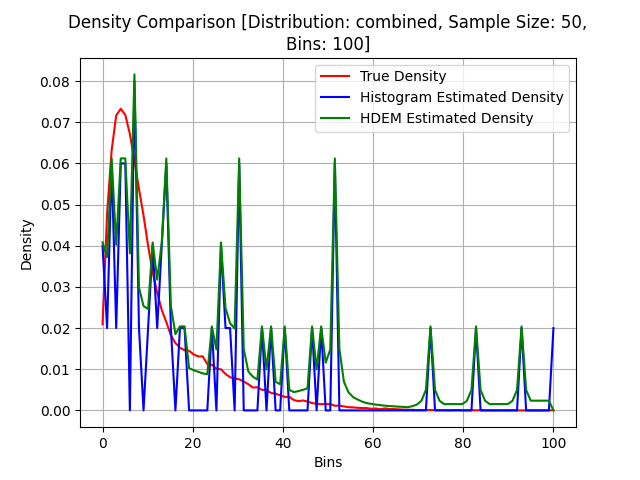 Density Comparison [Distribution: combined, Sample Size: 50,
Bins: 100]
True Density
Histogram Estimated Density
HDEM Estimated Density
Density
0.08
0.07
0.06
0.05
0.04
0.03
0.02
0.01
0.00
0 20 40 60 80 100
Bins